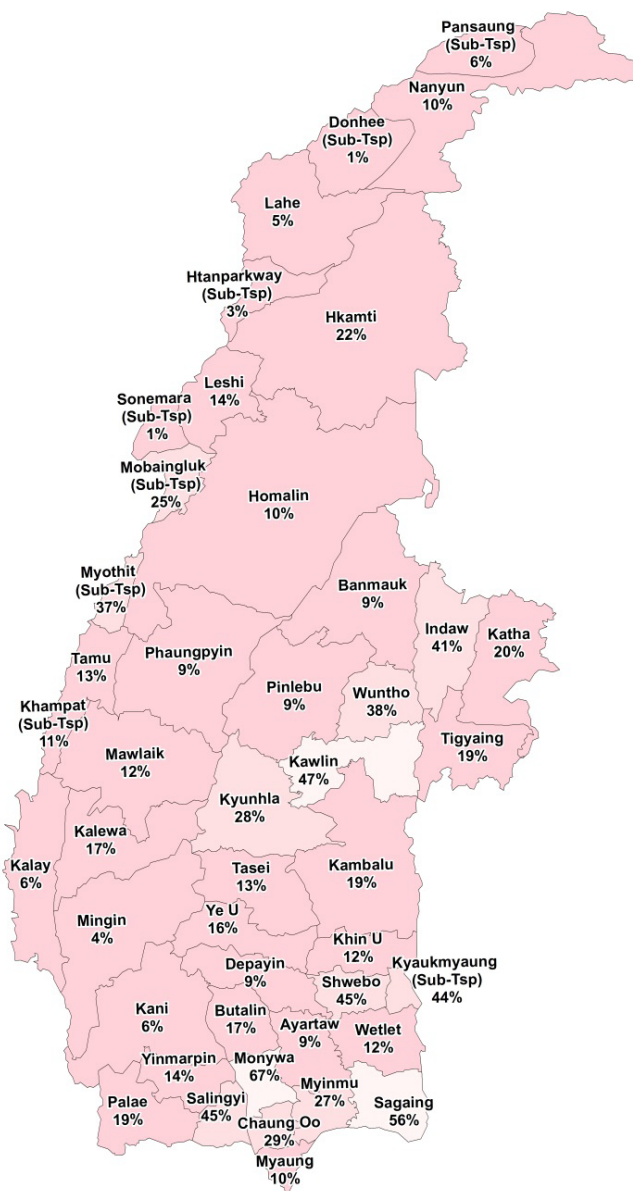 Pansaung
(Sub-Tsp)
6%
Nanyun
10%
Donhee
(Sub-Tsp)
1%
Lahe
5%
Htanparkway
(Sub-Tsp)
3%
Hkamti
22%
Leshi
14%
Sonemara
(Sub-Tsp)
1%
Mobaingluk
(Sub-Tsp)
25%
Homalin
10%
Myothit
(Sub-Tsp)
37%
Banmauk
9%
Indaw
41%
Katha
20%
Tamu
13%
Phaungpyin
9%
Pinlebu
9%
Wuntho
38%
Khampat
(Sub-Tsp)
11%
Mawlaik
12%
Tigyaing
19%
Kawlin
47%
Kyunhla
28%
Kalewa
17%
Kalay
6%
Tasei
13%
Kambalu
19%
Mingin
4%
Ye U
16%
Khin U
12%
Kyaukmyaung
(Sub-Tsp)
44%
Depayin
9%
Shwebo
45%
Kani
6%
Butalin
17%
Ayartaw
9%
Wetlet
12%
Yinmarpin
14%
Monywa
67%
Myinmu
27%
Sagaing
56%
Palae
19%
Salingyi
45%
Chaung Oo
29%
Myaung
10%